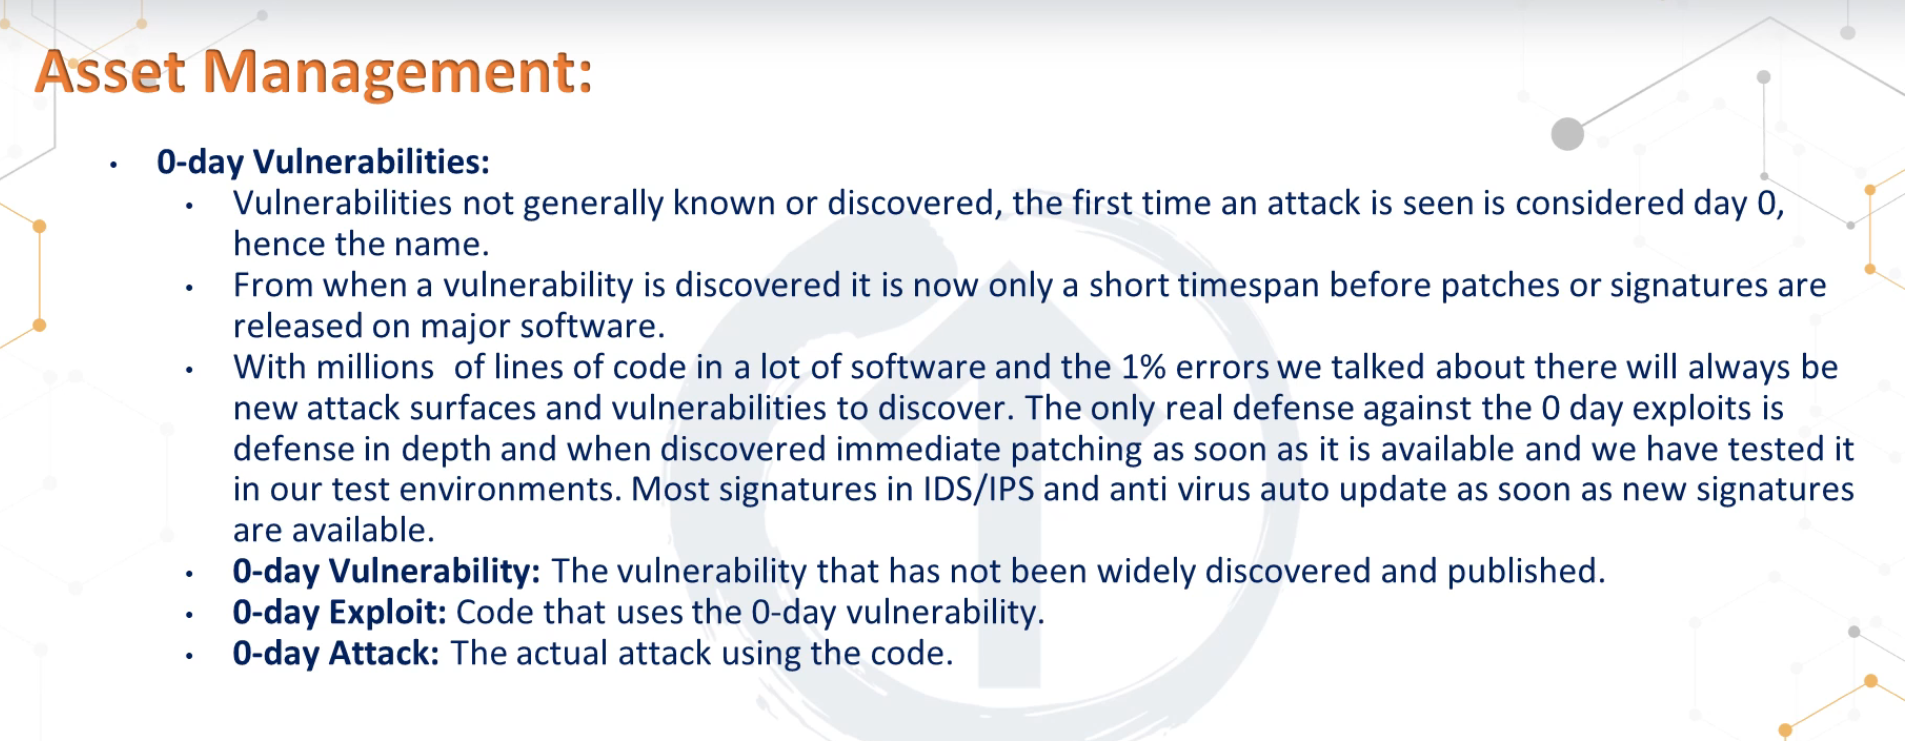 Asset Management:
• 0-day Vulnerabilities:
• Vulnerabilities not generally known or discovered, the first time an attack is seen is considered day 0,
hence the name.
• From when a vulnerability is discovered it is now only a short timespan before patches or signatures are
released on major software.
• With millions  of lines of code in a lot of software and the 1% errors we talked about there will always be
new attack surfaces and vulnerabilities to discover. The only real defense against the 0 day exploits is
defense in depth and when discovered immediate patching as soon as it is available and we have tested it
in our test environments. Most signatures in IDS/IPS and anti virus auto update as soon as new signatures
are available.
• 0-day Vulnerability: The vulnerability that has not been widely discovered and published.
• 0-day Exploit: Code that uses the 0-day vulnerability.
• 0-day Attack: The actual attack using the code.